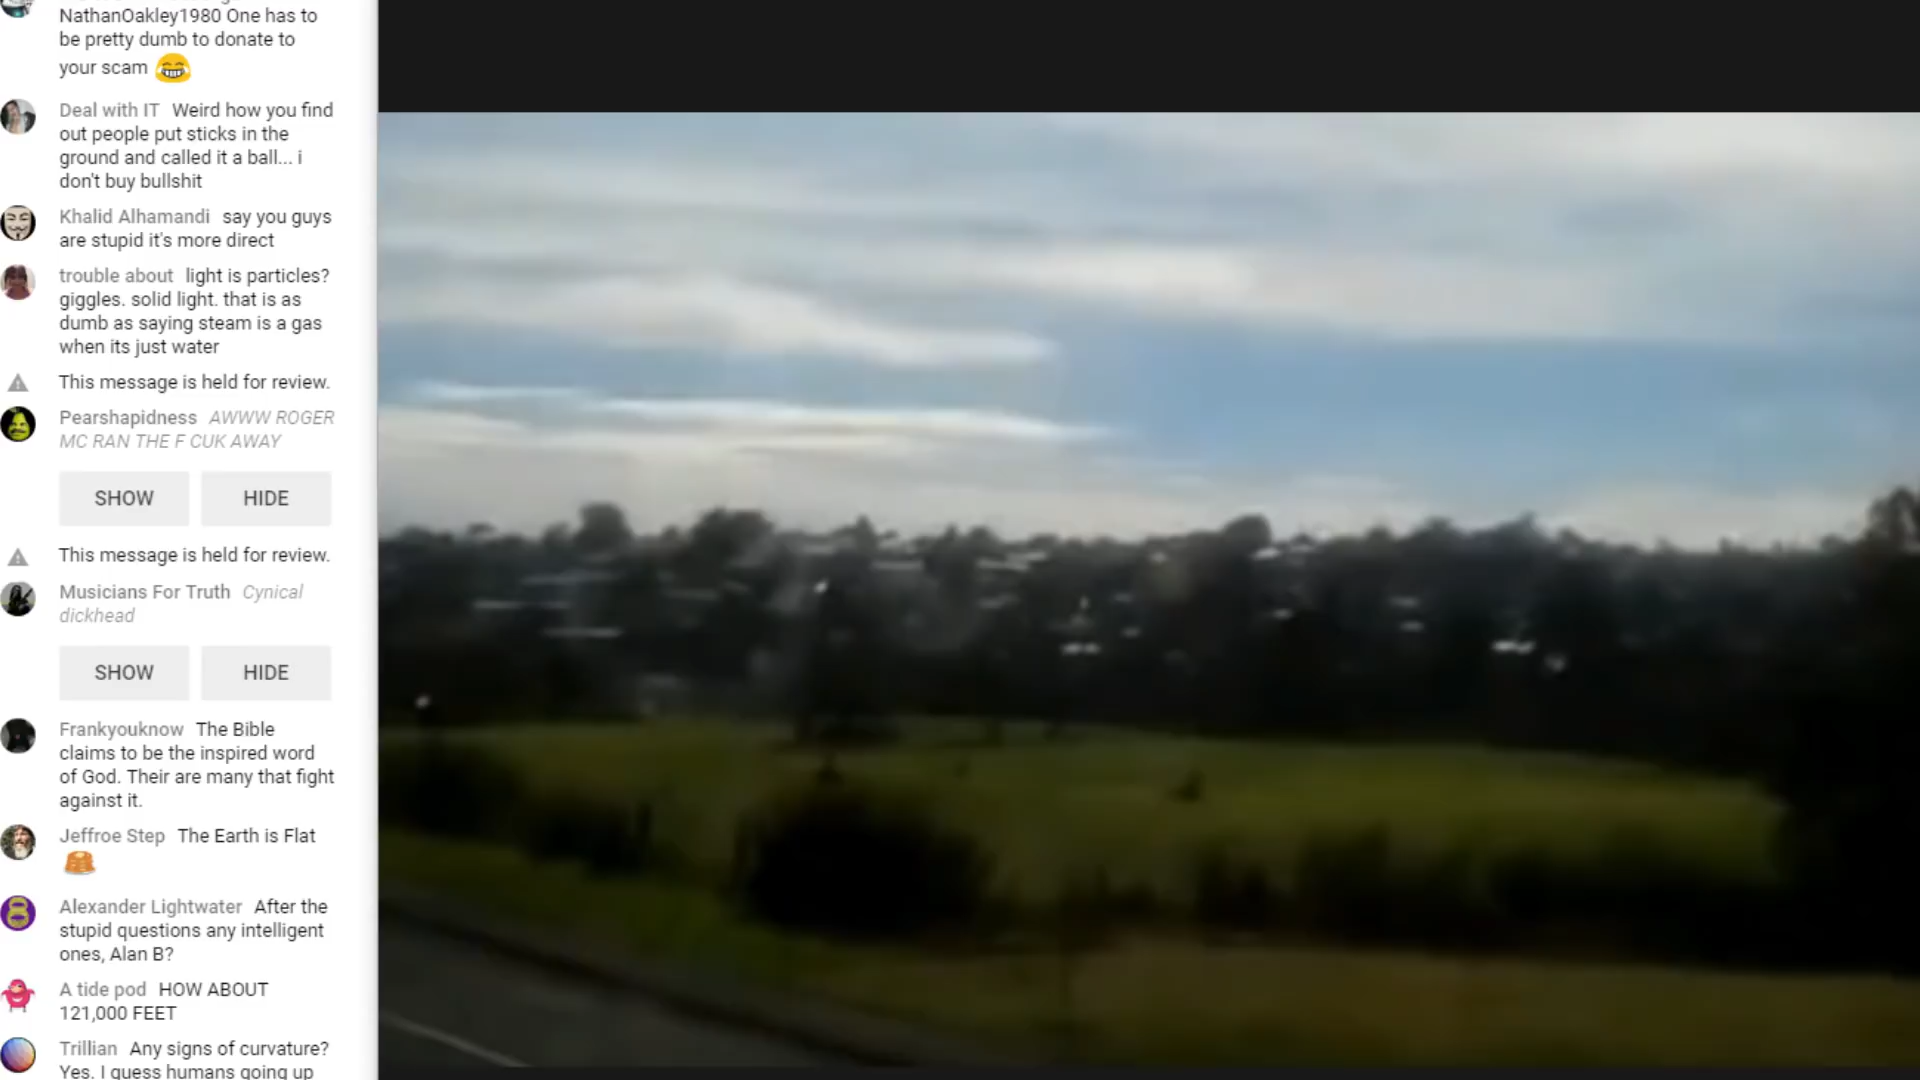 NathanOakley1980 One has to
be pretty dumb to donate to
your scam 😂
Deal with IT Weird how you find
out people put sticks in the
ground and called it a ball... i
don't buy bullshit
Khalid Alhamandi say you guys
are stupid it's more direct
trouble about light is particles?
giggles. solid light. that is as
dumb as saying steam is a gas
when its just water
This message is held for review.
Pearshapidness AWWW ROGER
MC RAN THE F CUK AWAY
SHOW HIDE
This message is held for review.
Musicians For Truth Cynical
dickhead
SHOW HIDE
Frankyouknow The Bible
claims to be the inspired word
of God. Their are many that fight
against it.
Jeffroe Step The Earth is Flat
🥞
Alexander Lightwater After the
stupid questions any intelligent
ones, Alan B?
A tide pod HOW ABOUT
121,000 FEET
Trillian Any signs of curvature?
Yes. I guess humans going up